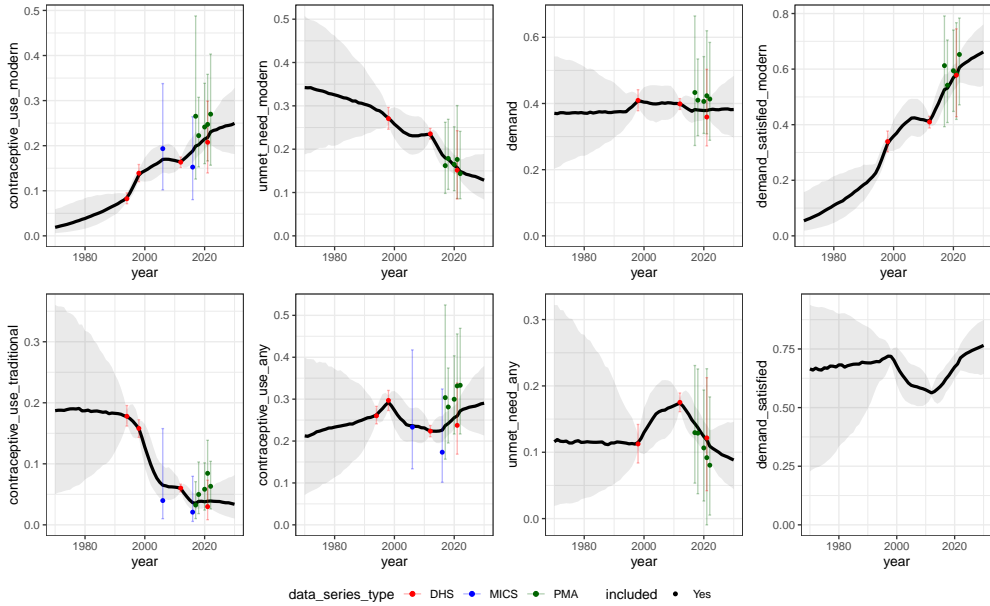 contraceptive_use_modern
0.5
0.4
0.3
0.2
0.1
0.0
1980 2000 2020
year
unmet_need_modern
0.5
0.4
0.3
0.2
0.1
0.0
1980 2000 2020
year
demand
0.6
0.4
0.2
0.0
1980 2000 2020
year
demand_satisfied_modern
0.8
0.6
0.4
0.2
0.0
1980 2000 2020
year
contraceptive_use_traditional
0.3
0.2
0.1
0.0
1980 2000 2020
year
contraceptive_use_any
0.5
0.4
0.3
0.2
0.1
0.0
1980 2000 2020
year
unmet_need_any
0.3
0.2
0.1
0.0
1980 2000 2020
year
demand_satisfied
0.75
0.50
0.25
0.00
1980 2000 2020
year
data_series_type DHS MICS PMA included Yes